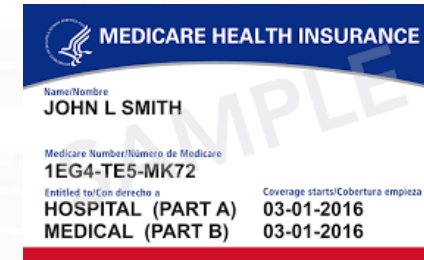 MEDICARE HEALTH INSURANCE
Name/Nombre
JOHN L SMITH
Medicare Number/Número de Medicare
1EG4-TE5-MK72
Entitled to/Con derecho a Coverage starts/Cobertura empieza
HOSPITAL (PART A) 03-01-2016
MEDICAL (PART B) 03-01-2016
SAMPLE